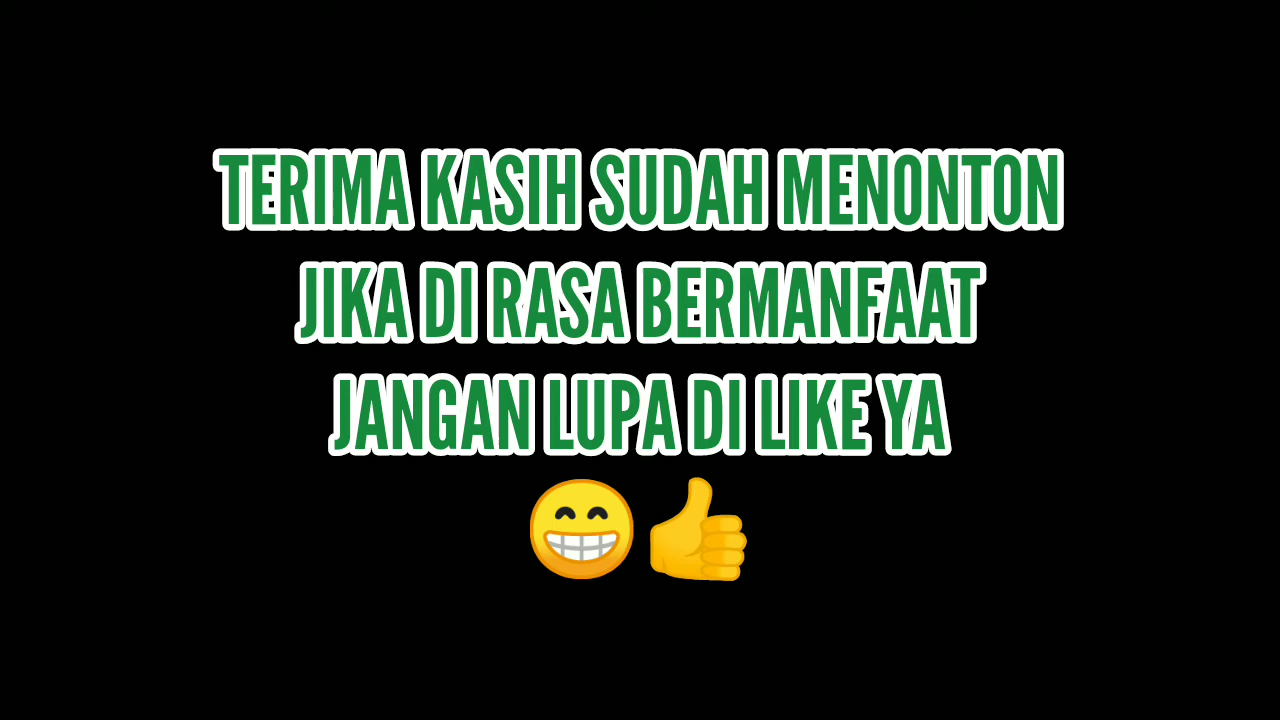 TERIMA KASIH SUDAH MENONTON
JIKA DI RASA BERMANFAAT
JANGAN LUPA DI LIKE YA
😁👍